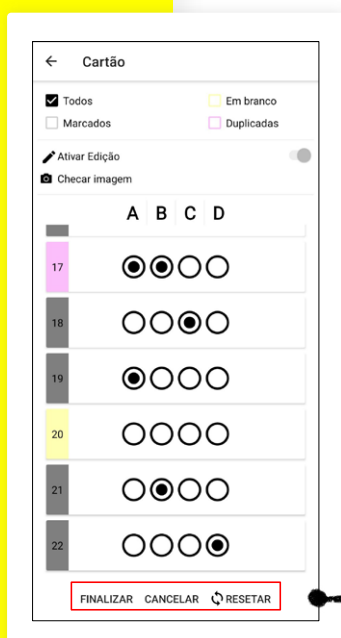 Cartão
Todos
Em branco
Marcados
Duplicadas
Ativar Edição
Checar imagem
A B C D
17
18
19
20
21
22
FINALIZAR CANCELAR RESETAR